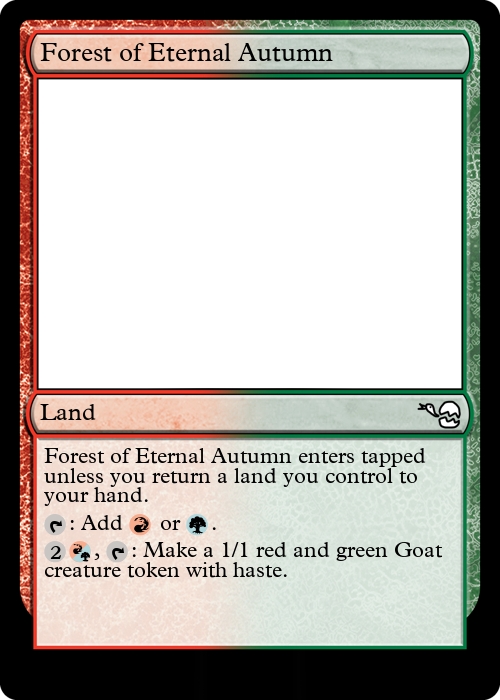 Forest of Eternal Autumn
Land
Forest of Eternal Autumn enters tapped
unless you return a land you control to
your hand.
: Add or .
2 , : Make a 1/1 red and green Goat
creature token with haste.